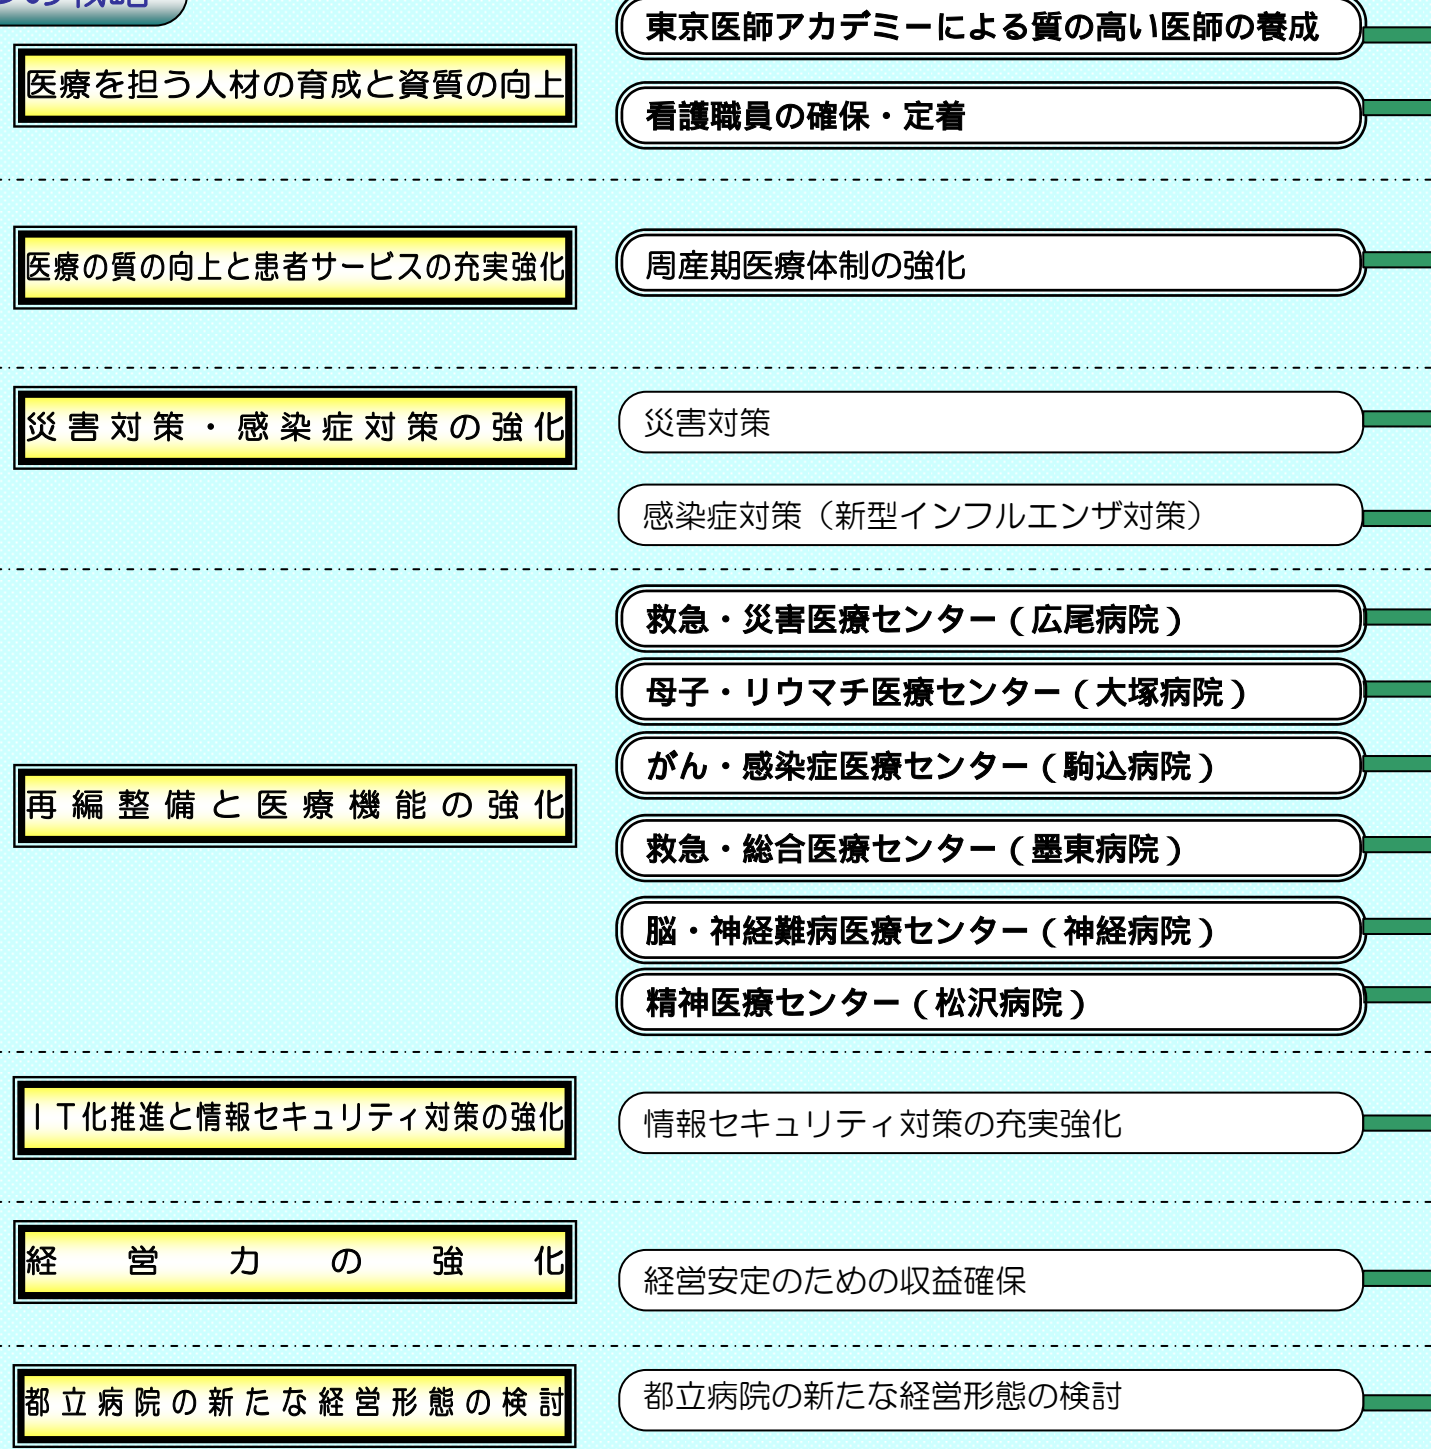 の戦略
医療を担う人材の育成と資質の向上
東京医師アカデミーによる質の高い医師の養成
看護職員の確保・定着
医療の質の向上と患者サービスの充実強化
周産期医療体制の強化
災害対策・感染症対策の強化
災害対策
感染症対策（新型インフルエンザ対策）
再編整備と医療機能の強化
救急・災害医療センター（広尾病院）
母子・リウマチ医療センター（大塚病院）
がん・感染症医療センター（駒込病院）
救急・総合医療センター（墨東病院）
脳・神経難病医療センター（神経病院）
精神医療センター（松沢病院）
ＩＴ化推進と情報セキュリティ対策の強化
情報セキュリティ対策の充実強化
経営力の強化
経営安定のための収益確保
都立病院の新たな経営形態の検討
都立病院の新たな経営形態の検討